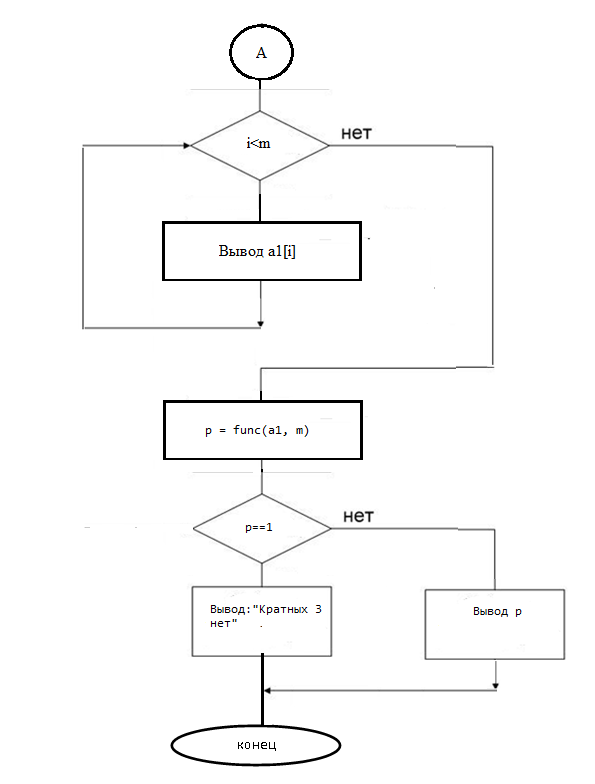 А
i<m
нет
Вывод a1[i]
p = func(a1, m)
нет
p==1
Вывод:"Кратных 3
нет" .
Вывод p
конец